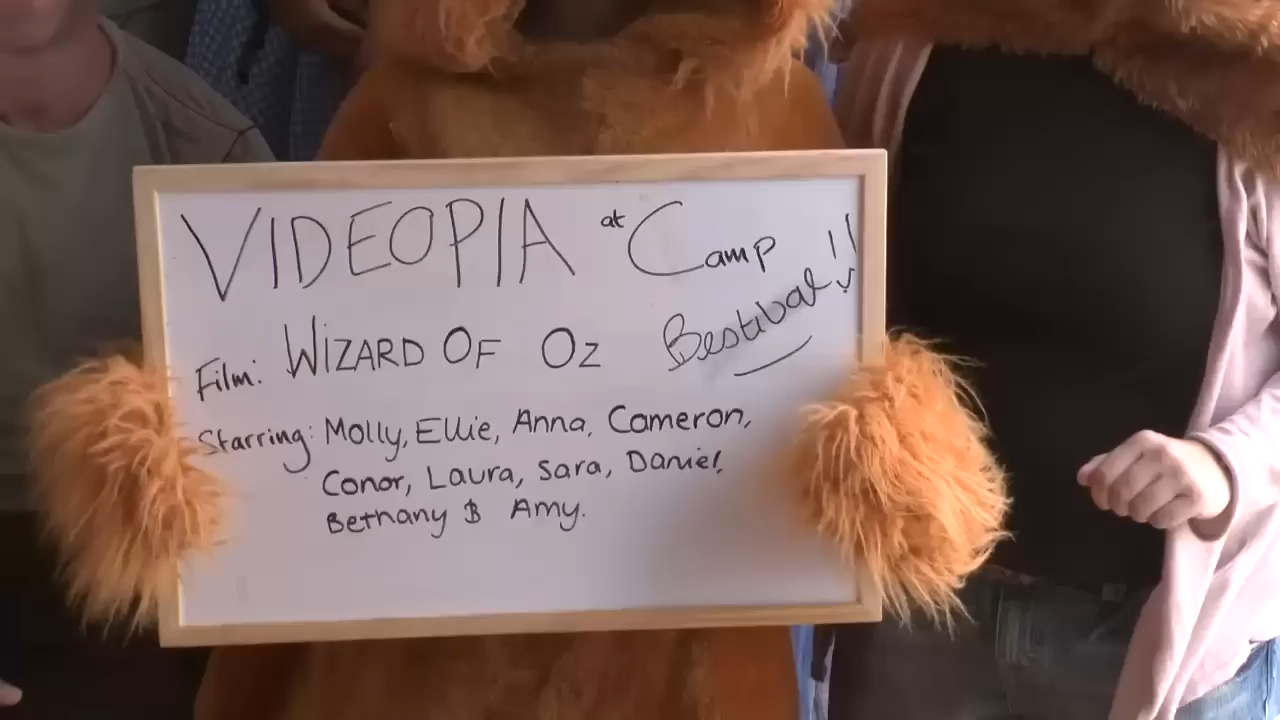 VIDEOPIA at Camp
Bestival!!
Film: WIZARD OF OZ
Starring: Molly, Ellie, Anna, Cameron,
Conor, Laura, Sara, Daniel,
Bethany & Amy.